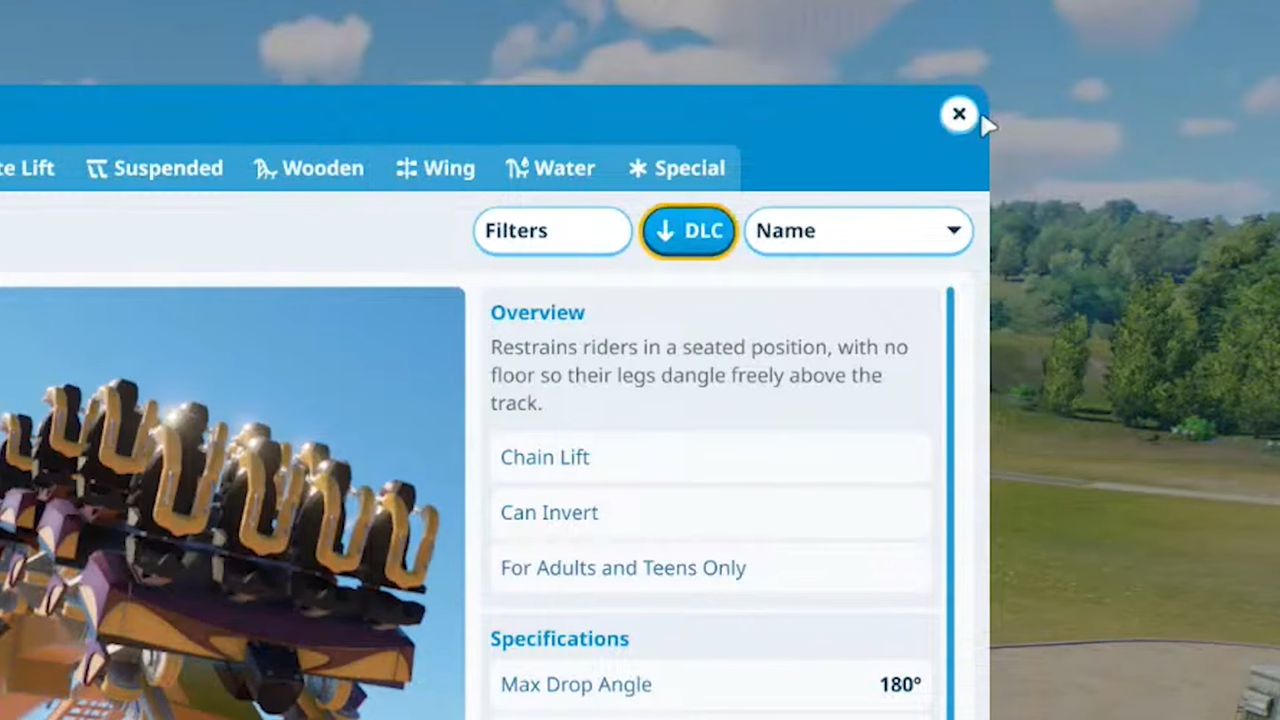 te Lift Suspended Wooden Wing Water Special
Filters DLC Name
Overview
Restrains riders in a seated position, with no
floor so their legs dangle freely above the
track.
Chain Lift
Can Invert
For Adults and Teens Only
Specifications
Max Drop Angle 180°